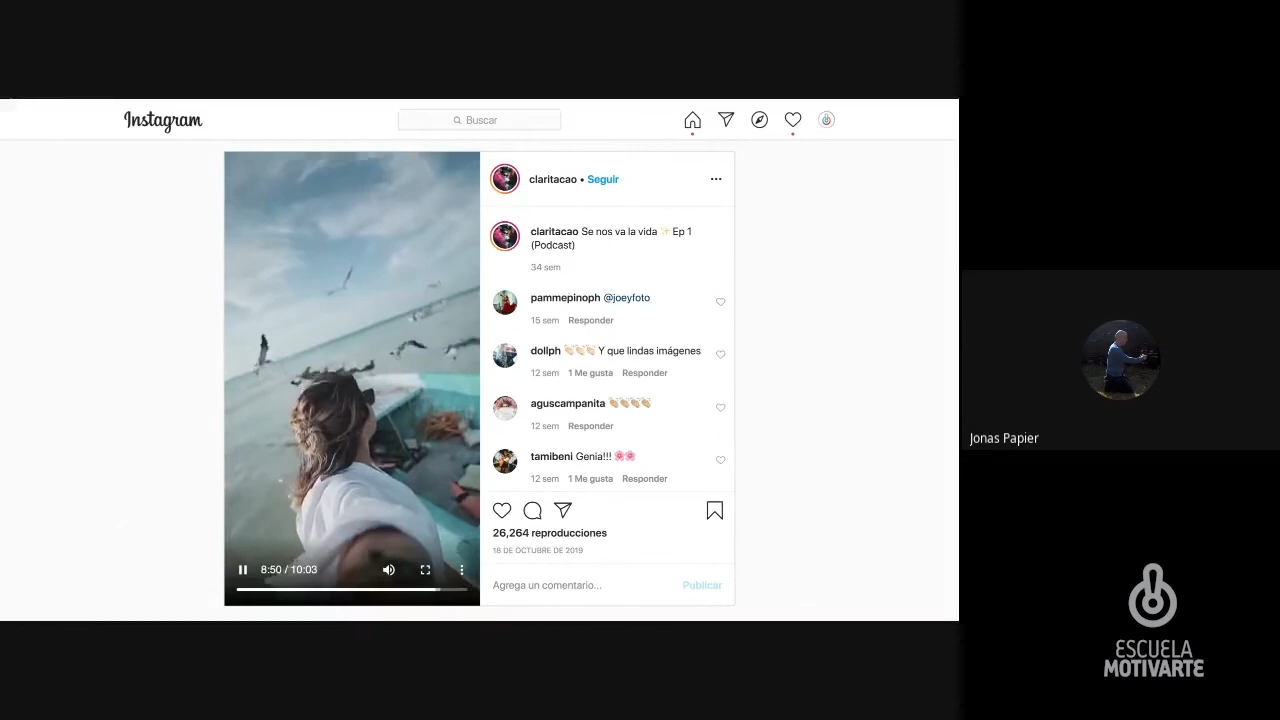 Instagram
Buscar
claritacao • Seguir
claritacao Se nos va la vida ✨ Ep 1
(Podcast)
34 sem
pammepinoph @joeyfoto
15 sem Responder
dollph 👏🏻👏🏻👏🏻 Y que lindas imágenes
12 sem 1 Me gusta Responder
aguscampanita 👏🏼👏🏼👏🏼👏🏼
12 sem Responder
tamibeni Genia!!! 🌸🌸
12 sem 1 Me gusta Responder
26,264 reproducciones
18 DE OCTUBRE DE 2019
8:50 / 10:03
Agrega un comentario... Publicar
Jonas Papier
ESCUELA
MOTIVARTE